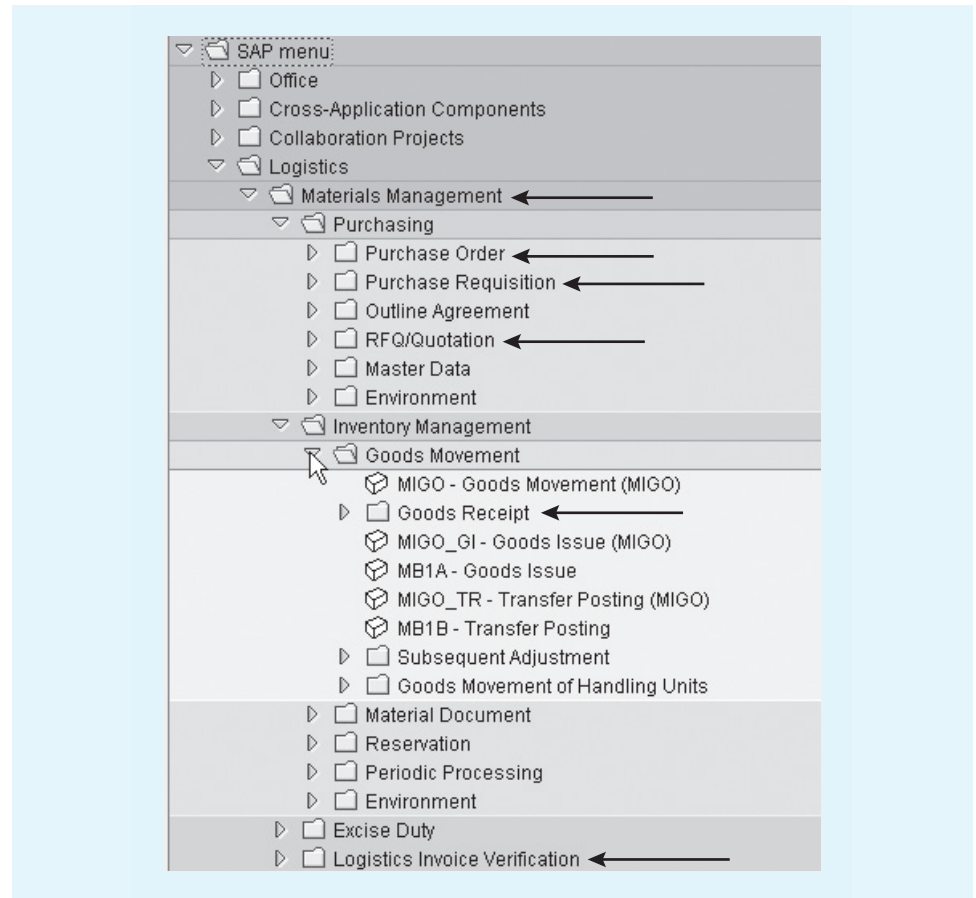 SAP menu
Office
Cross-Application Components
Collaboration Projects
Logistics
Materials Management
Purchasing
Purchase Order
Purchase Requisition
Outline Agreement
RFQ/Quotation
Master Data
Environment
Inventory Management
Goods Movement
MIGO - Goods Movement (MIGO)
Goods Receipt
MIGO_GI - Goods Issue (MIGO)
MB1A - Goods Issue
MIGO_TR - Transfer Posting (MIGO)
MB1B - Transfer Posting
Subsequent Adjustment
Goods Movement of Handling Units
Material Document
Reservation
Periodic Processing
Environment
Excise Duty
Logistics Invoice Verification